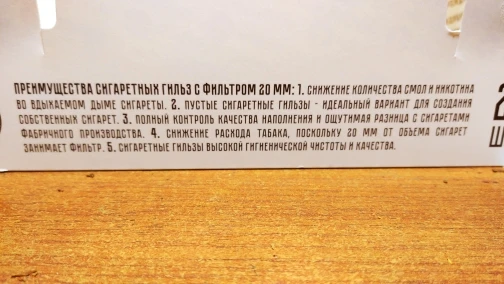 ПРЕИМУЩЕСТВА СИГАРЕТНЫХ ГИЛЬЗ С ФИЛЬТРОМ 20 ММ: 1. СНИЖЕНИЕ КОЛИЧЕСТВА СМОЛ И НИКОТИНА
ВО ВДЫХАЕМОМ ДЫМЕ СИГАРЕТЫ. 2. ПУСТЫЕ СИГАРЕТНЫЕ ГИЛЬЗЫ - ИДЕАЛЬНЫЙ ВАРИАНТ ДЛЯ СОЗДАНИЯ
СОБСТВЕННЫХ СИГАРЕТ. 3. ПОЛНЫЙ КОНТРОЛЬ КАЧЕСТВА НАПОЛНЕНИЯ И ОЩУТИМАЯ РАЗНИЦА С СИГАРЕТАМИ
ФАБРИЧНОГО ПРОИЗВОДСТВА. 4. СНИЖЕНИЕ РАСХОДА ТАБАКА, ПОСКОЛЬКУ 20 ММ ОТ ОБЪЕМА СИГАРЕТ
ЗАНИМАЕТ ФИЛЬТР. 5. СИГАРЕТНЫЕ ГИЛЬЗЫ ВЫСОКОЙ ГИГИЕНИЧЕСКОЙ ЧИСТОТЫ И КАЧЕСТВА.